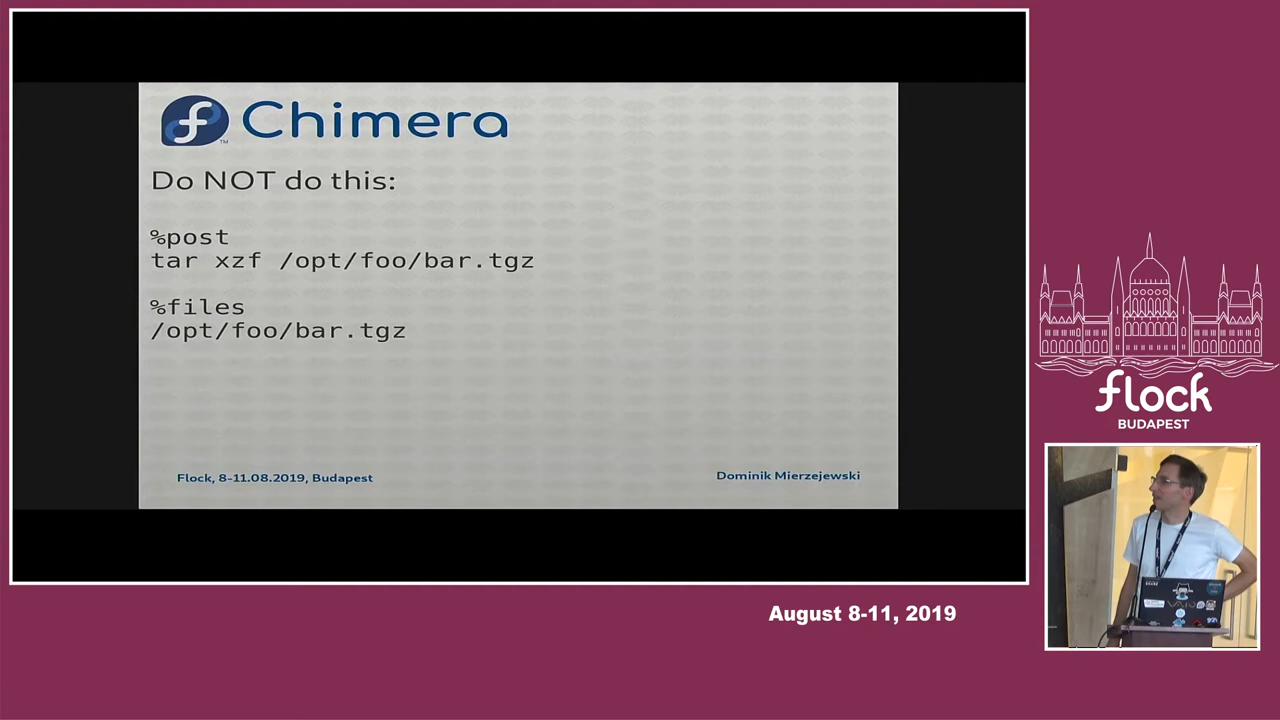 Chimera
Do NOT do this:
%post
tar xzf /opt/foo/bar.tgz
%files
/opt/foo/bar.tgz
Flock, 8-11.08.2019, Budapest
Dominik Mierzejewski
flock
BUDAPEST
August 8-11, 2019